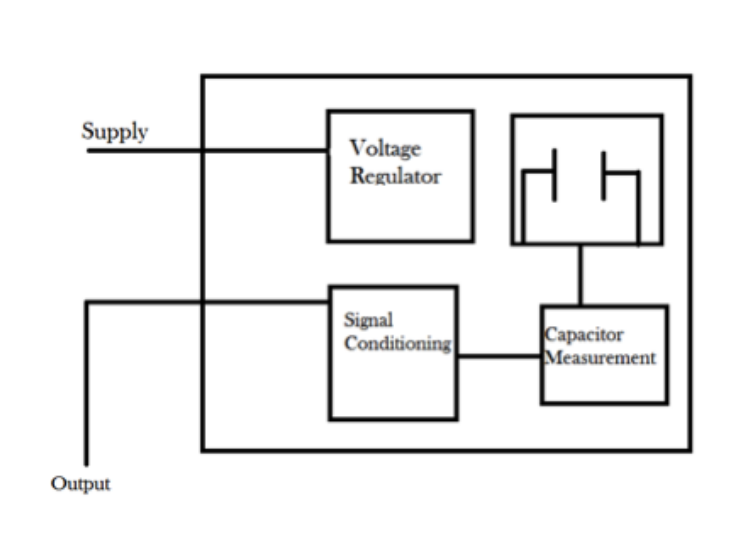 Supply
Voltage
Regulator
Signal
Conditioning
Capacitor
Measurement
Output